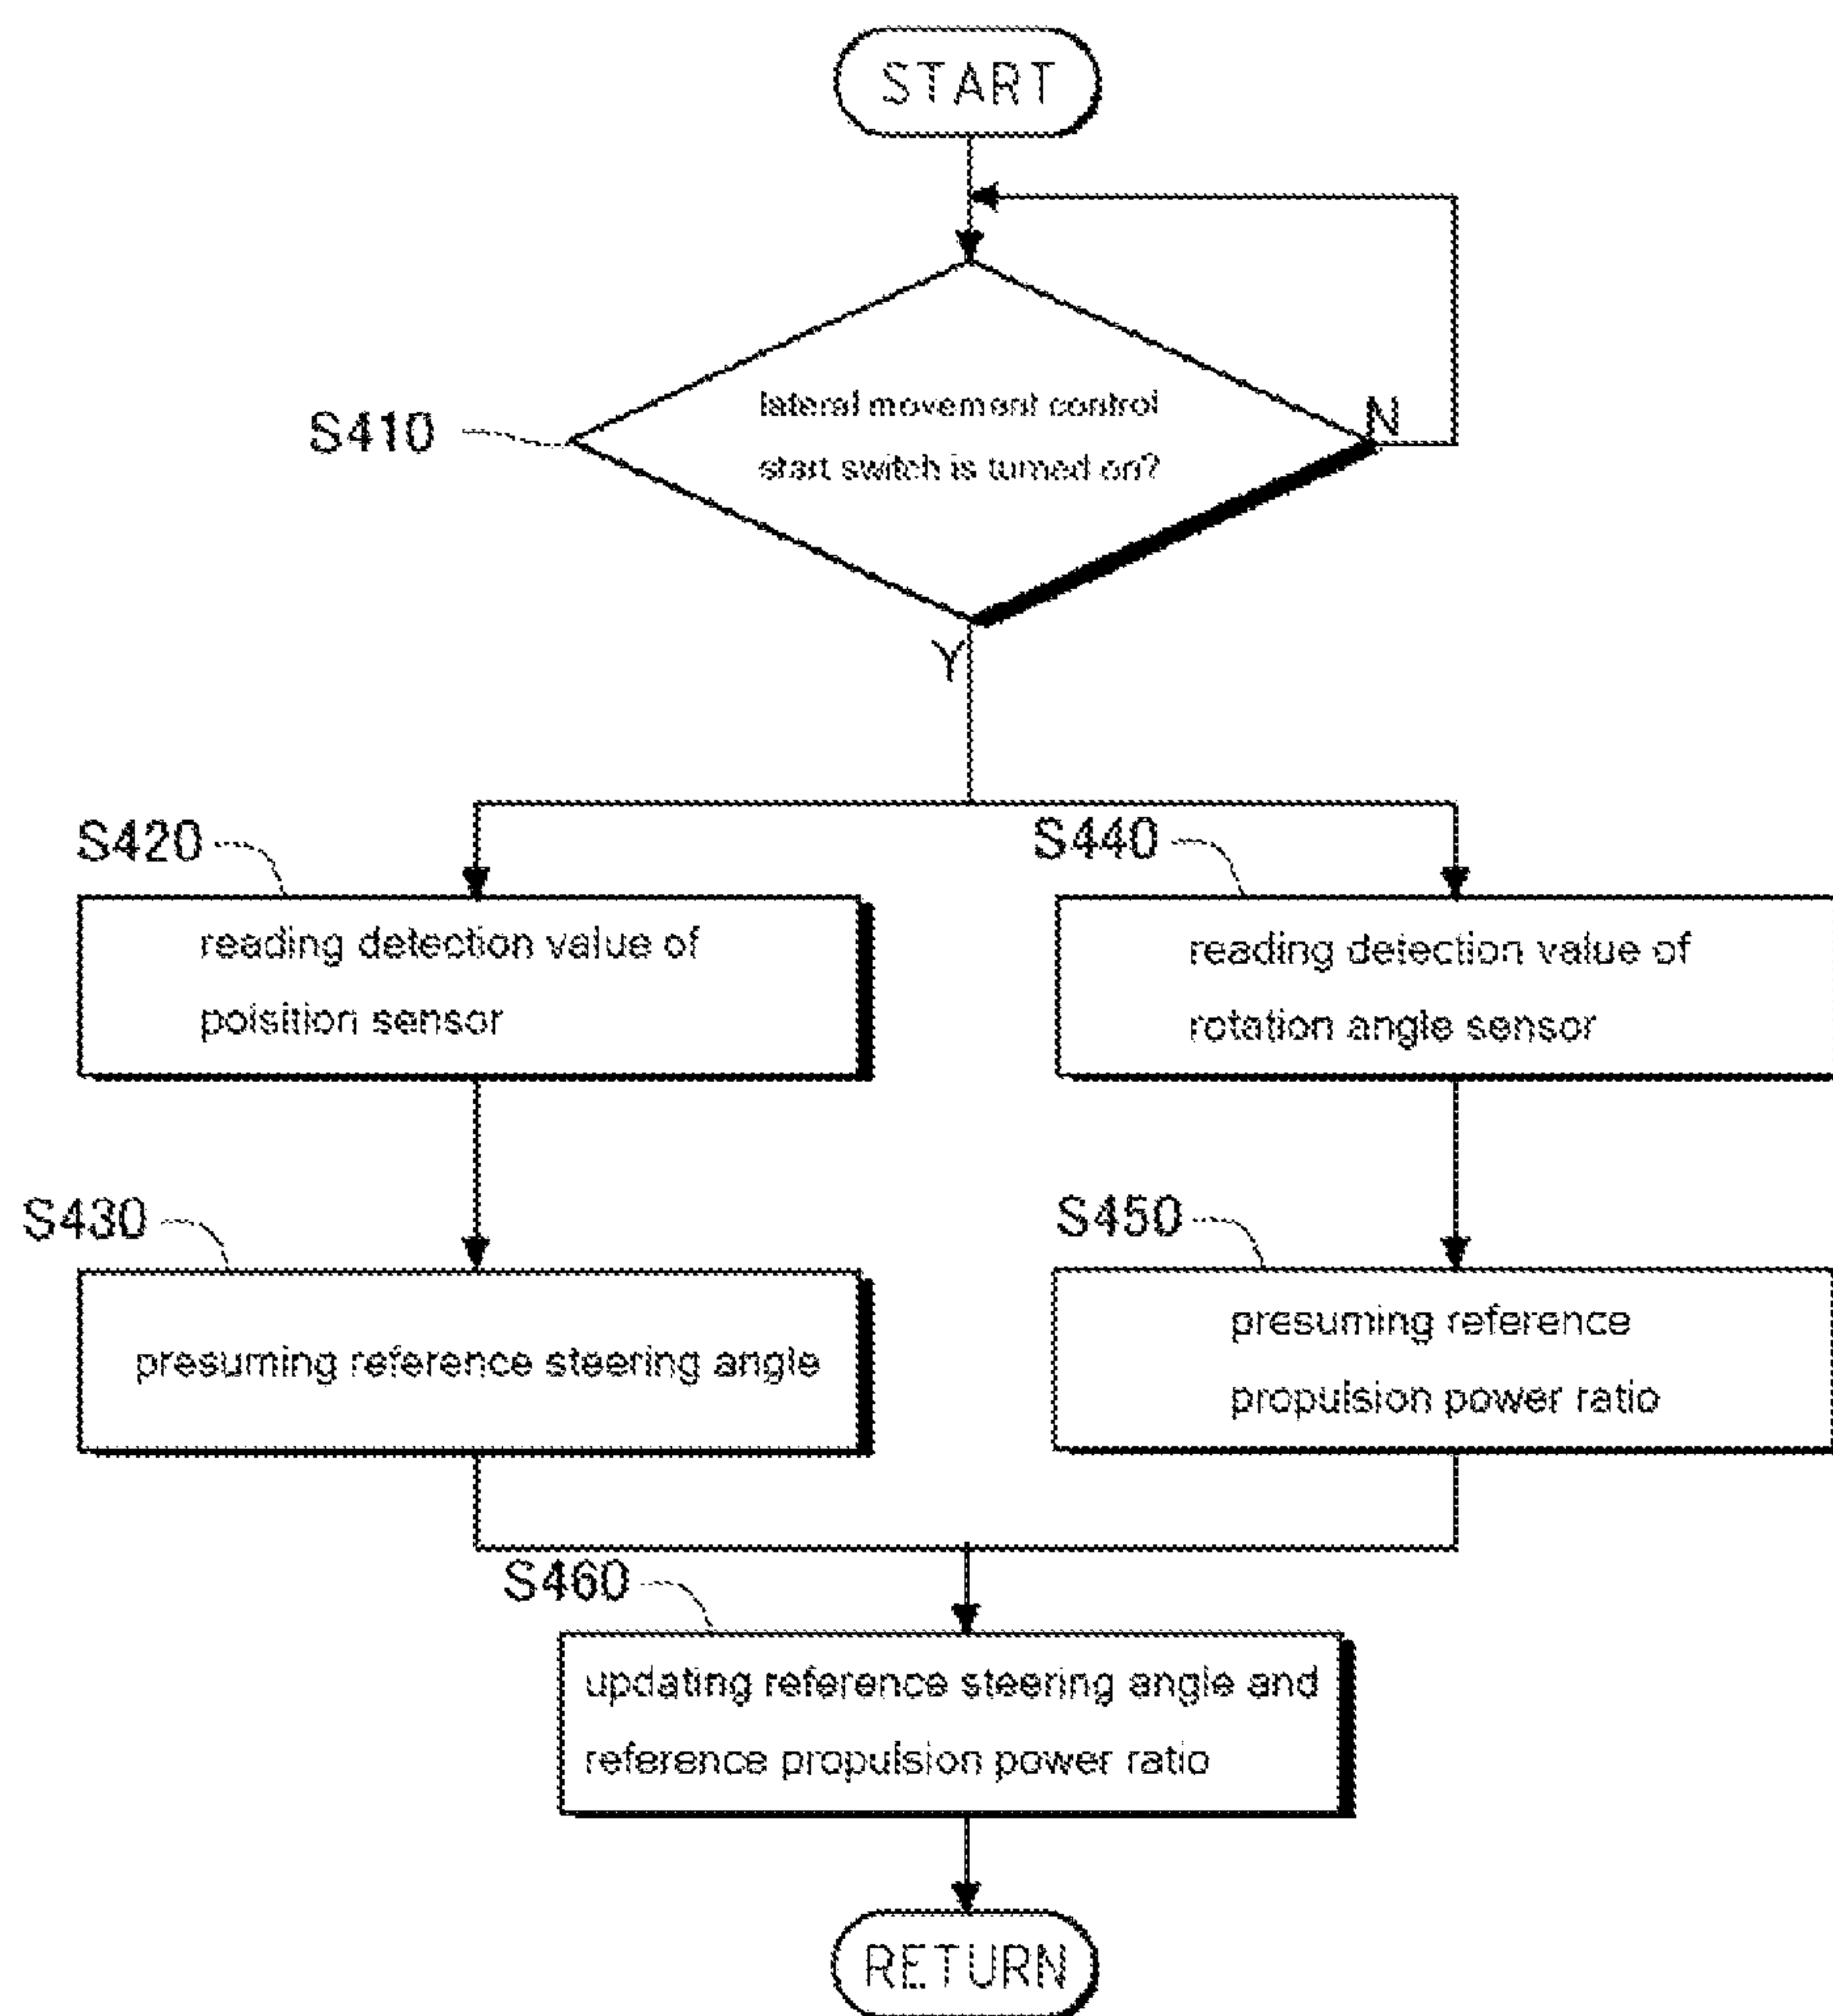 START
S410
lateral movement control
start switch is turned on?
N
Y
S420
reading detection value of
poisition sensor
S440
reading detection value of
rotation angle sensor
S430
presuming reference steering angle
S450
presuming reference
propulsion power ratio
S460
updating reference steering angle and
reference propulsion power ratio
RETURN